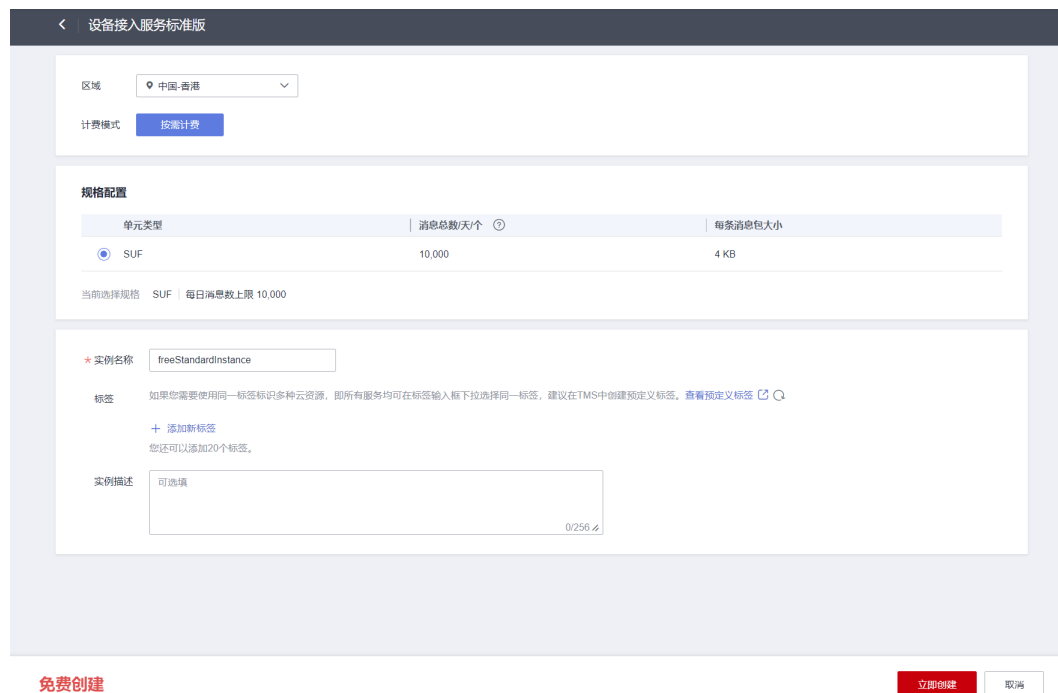 设备接入服务标准版
区域 中国-香港
计费模式 按需计费
规格配置
单元类型 消息总数/天/个 每条消息包大小
SUF 10,000 4 KB
当前选择规格 SUF 每日消息数上限 10,000
* 实例名称 freeStandardInstance
标签 如果您需要使用同一标签标识多种云资源，即所有服务均可在标签输入框下拉选择同一标签，建议在TMS中创建预定义标签。查看预定义标签
+ 添加新标签
您还可以添加20个标签。
实例描述 可选填
0/256
免费创建 立即创建 取消